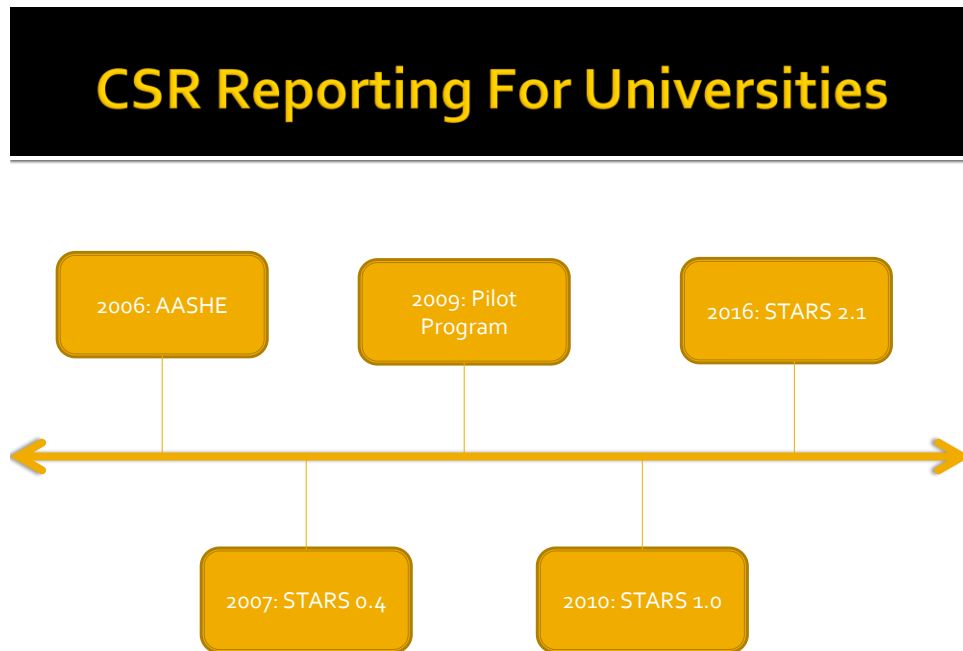 CSR Reporting For Universities
2006: AASHE
2009: Pilot
Program
2016: STARS 2.1
2007: STARS 0.4
2010: STARS 1.0